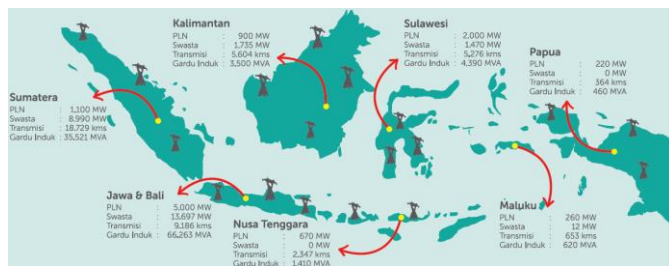 Kalimantan
PLN : 900 MW
Swasta : 1,735 MW
Transmisi : 5,604 kms
Gardu Induk : 3,500 MVA
Sulawesi
PLN : 2.000 MW
Swasta : 1,470 MW
Transmisi : 5,276 kms
Gardu Induk : 4.390 MVA
Papua
PLN : 220 MW
Swasta : 0 MW
Transmisi : 364 kms
Gardu Induk : 460 MVA
Sumatera
PLN : 1,100 MW
Swasta : 8,990 MW
Transmisi : 18.729 kms
Gardu Induk : 35,521 MVA
Jawa & Bali
PLN : 5.000 MW
Swasta : 13,697 MW
Transmisi : 9,186 kms
Gardu Induk : 66,263 MVA
Nusa Tenggara
PLN : 670 MW
Swasta : 0 MW
Transmisi : 2,347 kms
Gardu Induk : 1.410 MVA
Maluku
PLN : 260 MW
Swasta : 12 MW
Transmisi : 653 kms
Gardu Induk : 620 MVA